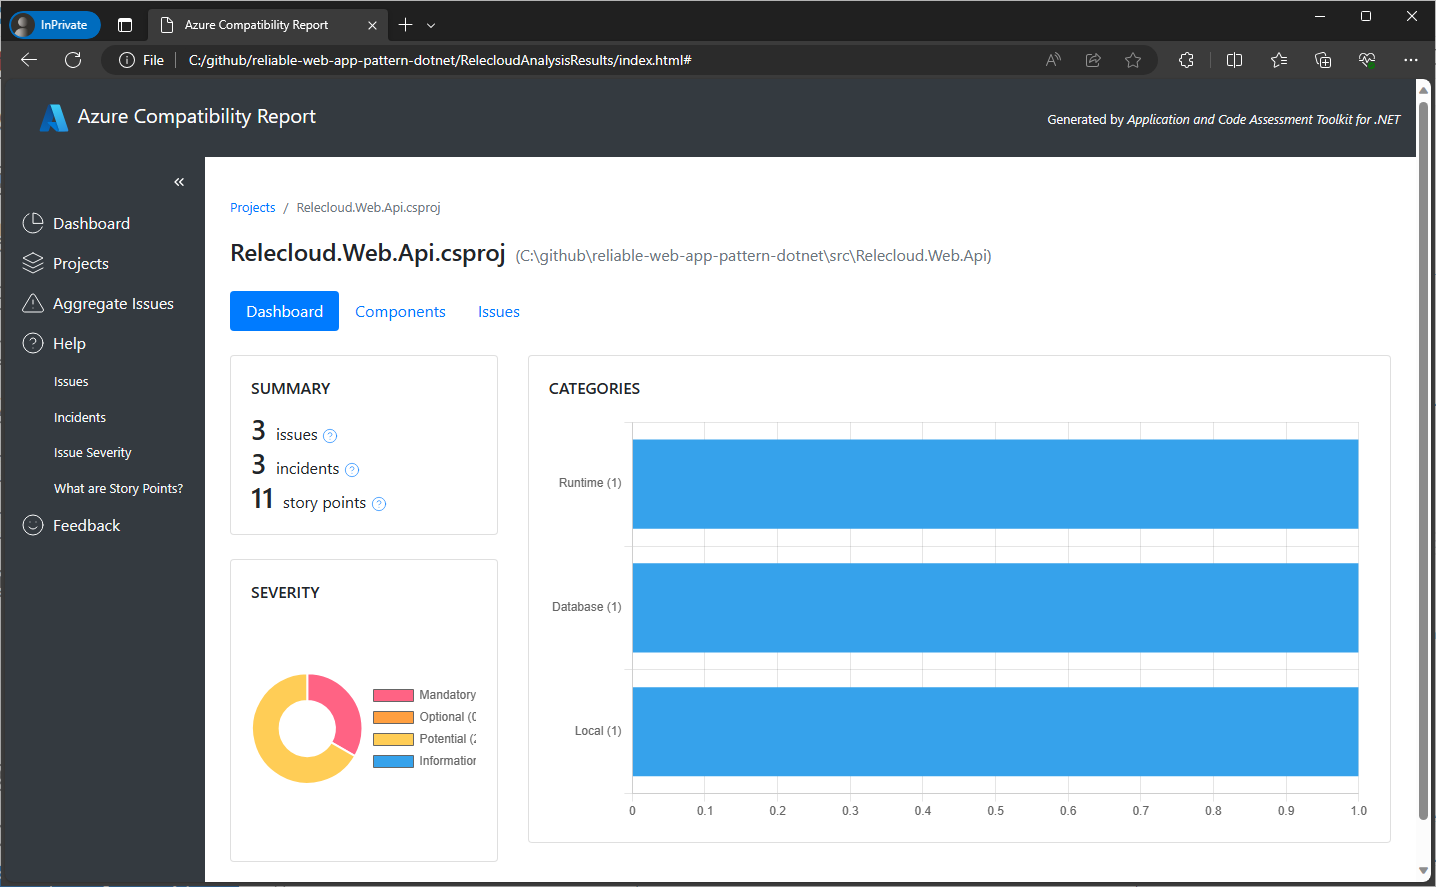 InPrivate
Azure Compatibility Report
File
C:/github/reliable-web-app-pattern-dotnet/RelecloudAnalysisResults/index.html#
Azure Compatibility Report
Generated by Application and Code Assessment Toolkit for .NET
Dashboard
Projects
Aggregate Issues
Help
Issues
Incidents
Issue Severity
What are Story Points?
Feedback
Projects / Relecloud.Web.Api.csproj
Relecloud.Web.Api.csproj (C:\github\reliable-web-app-pattern-dotnet\src\Relecloud.Web.Api)
Dashboard Components Issues
SUMMARY
3 issues ?
3 incidents ?
11 story points ?
SEVERITY
Mandatory
Optional (0
Potential (2
Information
CATEGORIES
Runtime (1)
Database (1)
Local (1)
0 0.1 0.2 0.3 0.4 0.5 0.6 0.7 0.8 0.9 1.0